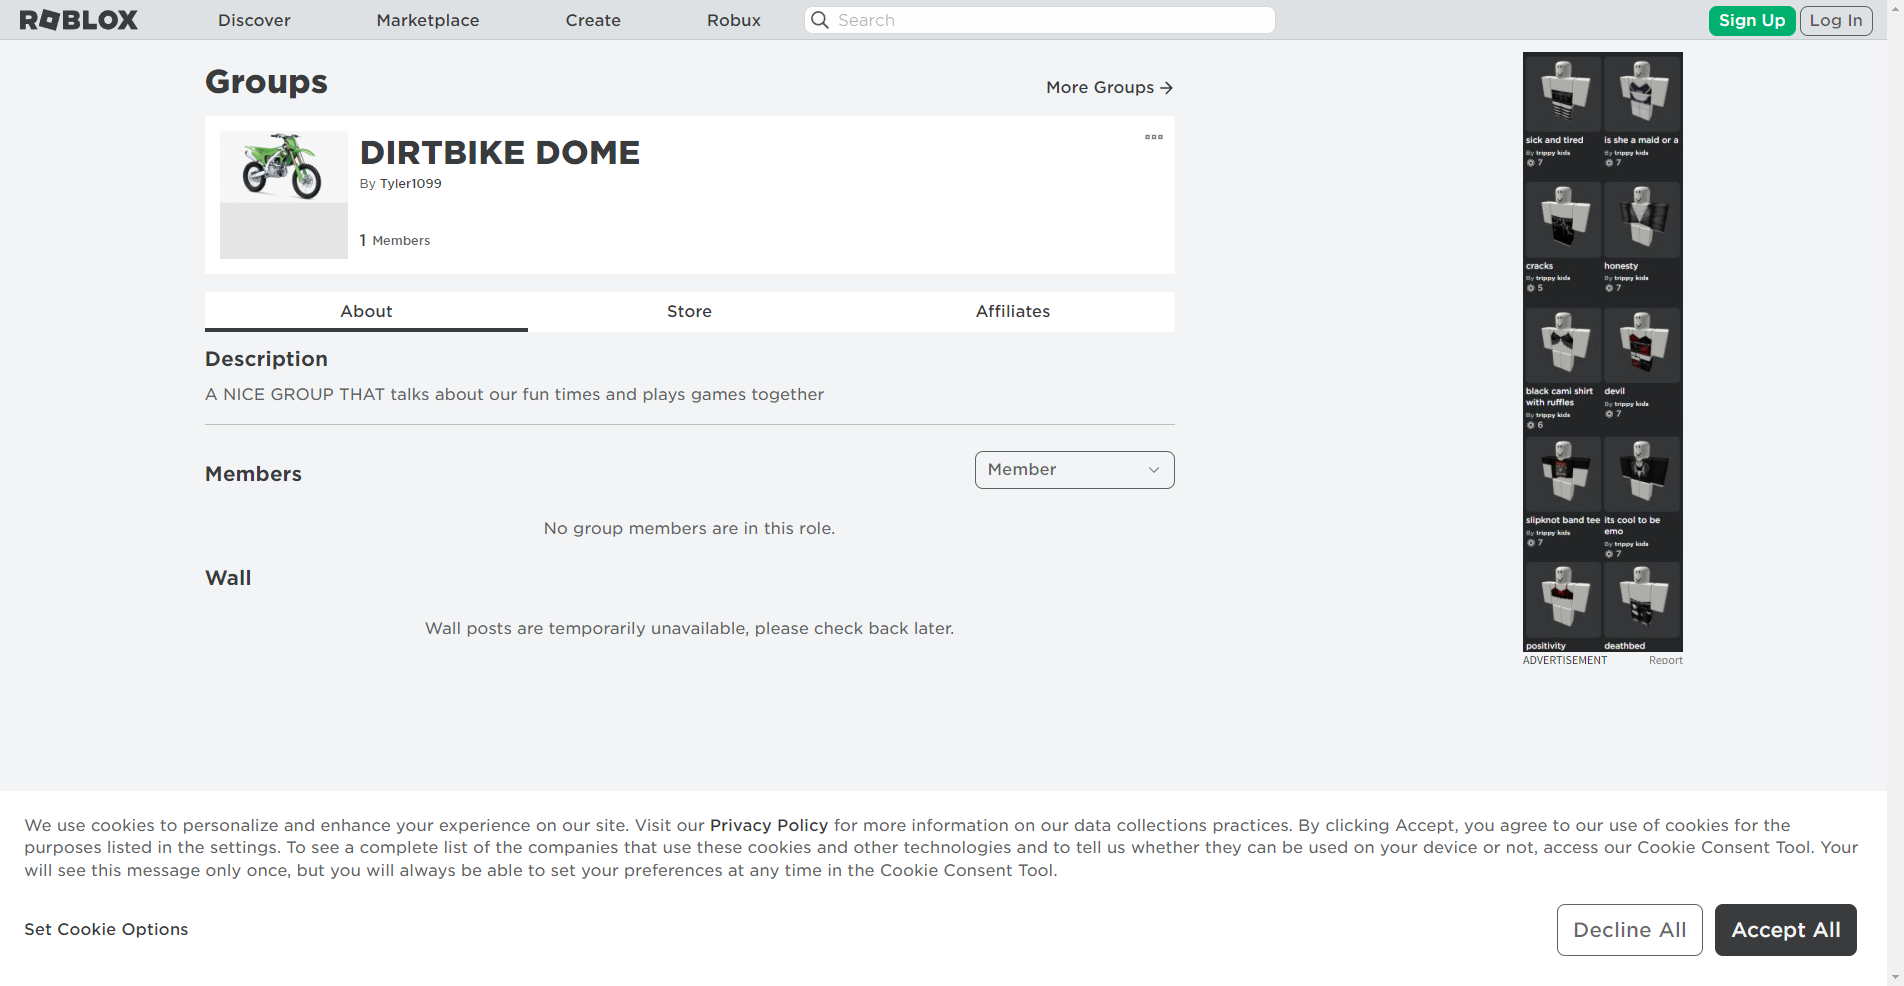 ROBLOX
Discover
Marketplace
Create
Robux
Search
Sign Up
Log In
Groups
More Groups
DIRTBIKE DOME
By Tyler1099
1 Members
About
Store
Affiliates
Description
A NICE GROUP THAT talks about our fun times and plays games together
Members
Member
No group members are in this role.
Wall
Wall posts are temporarily unavailable, please check back later.
sick and tired
By trippy kids
7
is she a maid or a
By trippy kids
7
cracks
By trippy kids
5
honesty
By trippy kids
7
black cami shirt
with ruffles
By trippy kids
6
devil
By trippy kids
7
slipknot band tee
By trippy kids
7
its cool to be
emo
By trippy kids
7
positivity
deathbed
ADVERTISEMENT
Report
We use cookies to personalize and enhance your experience on our site. Visit our Privacy Policy for more information on our data collections practices. By clicking Accept, you agree to our use of cookies for the
purposes listed in the settings. To see a complete list of the companies that use these cookies and other technologies and to tell us whether they can be used on your device or not, access our Cookie Consent Tool. Your
will see this message only once, but you will always be able to set your preferences at any time in the Cookie Consent Tool.
Set Cookie Options
Decline All
Accept All